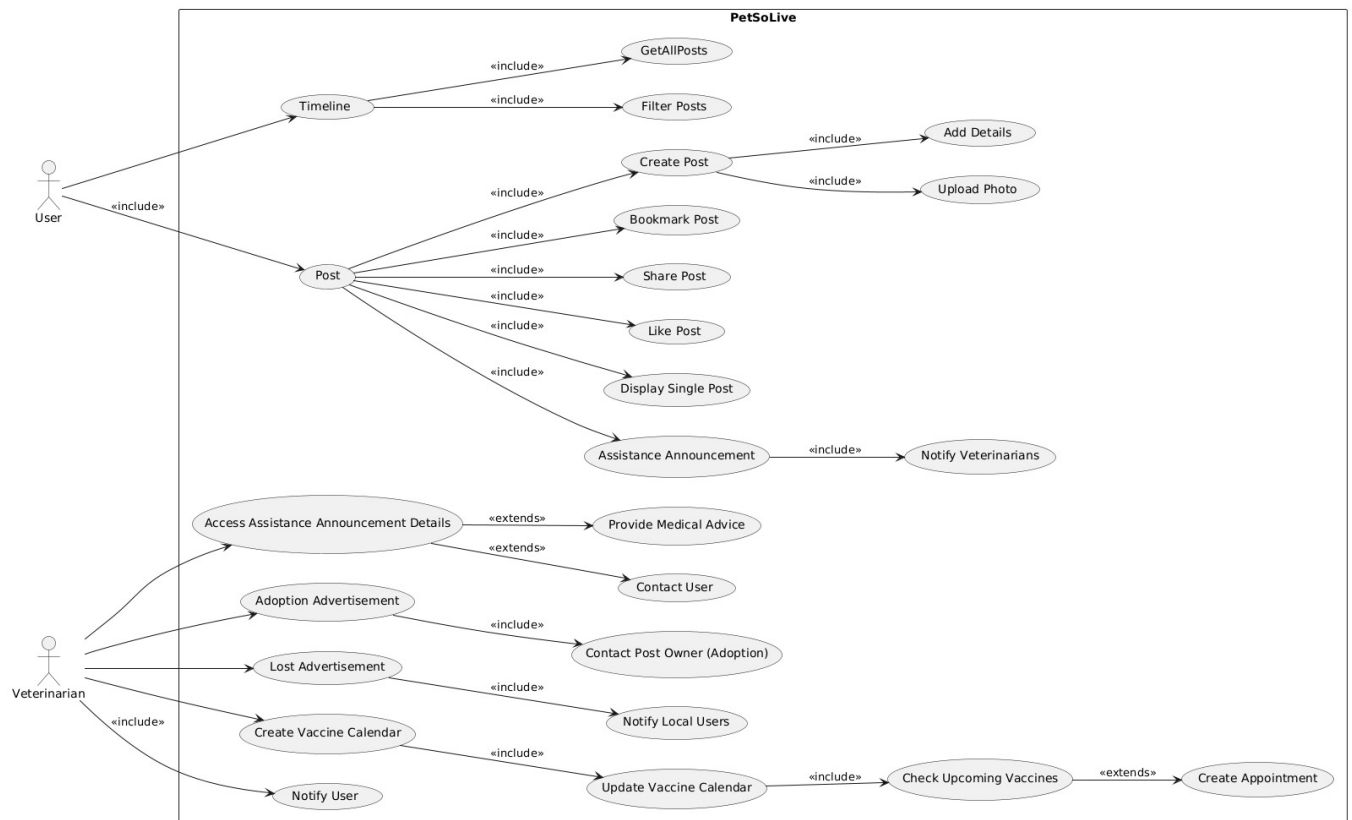 PetSoLive
GetAllPosts
«include»
Timeline
«include»
Filter Posts
Add Details
«include»
Create Post
«include»
Upload Photo
User
«include»
«include»
Bookmark Post
«include»
Post
«include»
Share Post
«include»
Like Post
«include»
Display Single Post
«include»
Assistance Announcement
«include»
Notify Veterinarians
Access Assistance Announcement Details
«extends»
Provide Medical Advice
«extends»
Contact User
Adoption Advertisement
«include»
Contact Post Owner (Adoption)
Veterinarian
Lost Advertisement
«include»
Notify Local Users
«include»
Create Vaccine Calendar
«include»
Update Vaccine Calendar
«include»
Check Upcoming Vaccines
«extends»
Create Appointment
Notify User